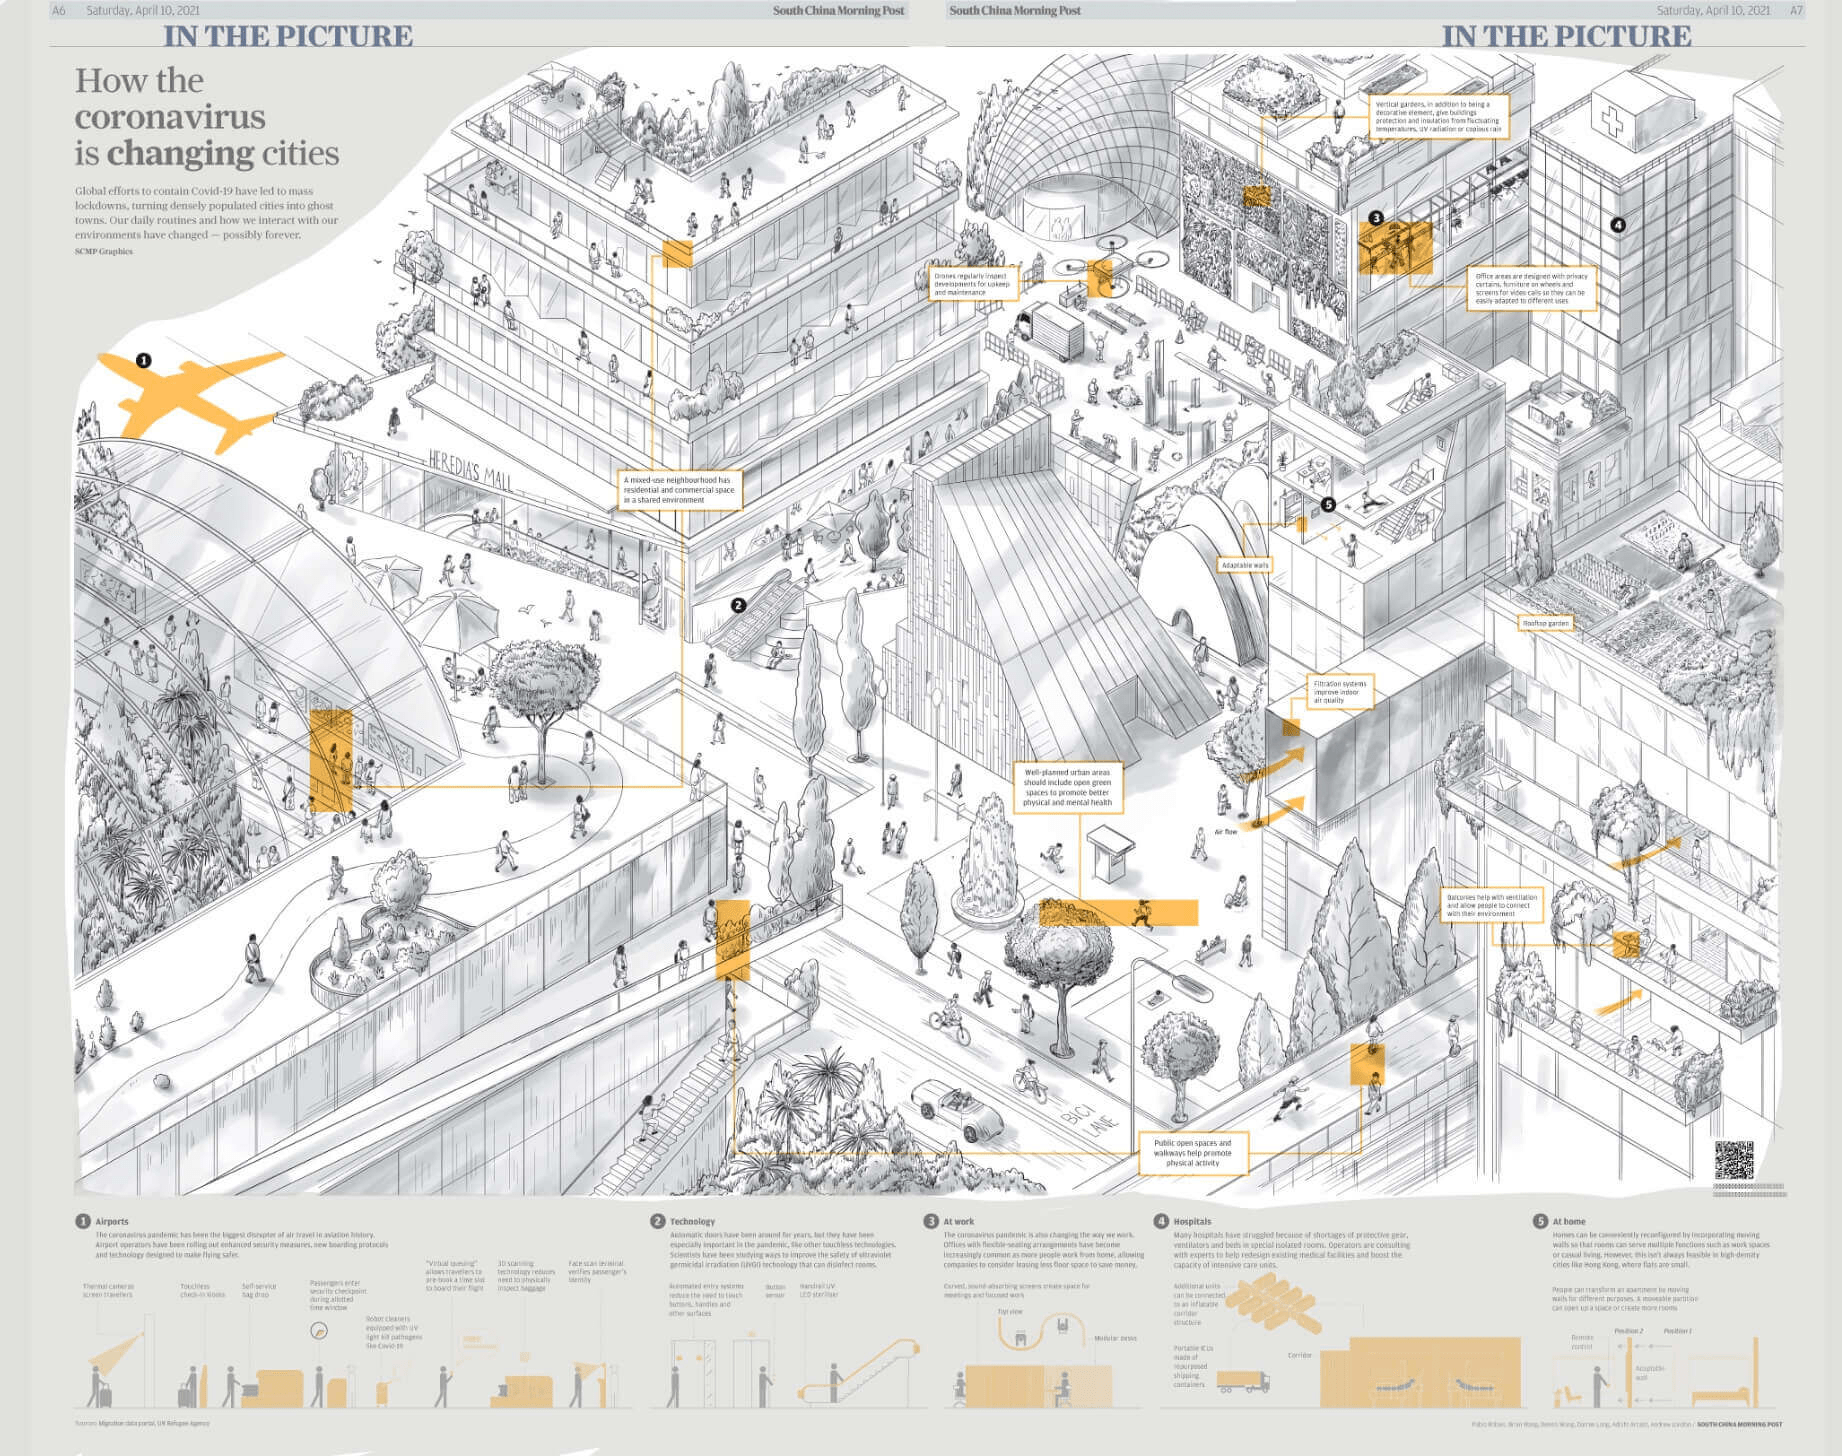 A6 Saturday, April 10, 2021
South China Morning Post
South China Morning Post
Saturday, April 10, 2021 A7
IN THE PICTURE
IN THE PICTURE
How the
coronavirus
is changing cities
Global efforts to contain Covid-19 have led to mass
lockdowns, turning densely populated cities into ghost
towns. Our daily routines and how we interact with our
environments have changed — possibly forever.
SCMP Graphics
Vertical gardens, in addition to being a
decorative element, give buildings
protection and insulation from fluctuating
temperatures, UV radiation or copious rain
3
4
Drones regularly inspect
developments for upkeep
and maintenance
Office areas are designed with privacy
curtains, furniture on wheels and
screens for video calls so they can be
easily adapted to different uses
1
HEREDIA'S MALL
A mixed-use neighbourhood has
residential and commercial space
in a shared environment
5
Adaptable walls
2
Rooftop garden
Filtration systems
improve indoor
air quality
Well-planned urban areas
should include open green
spaces to promote better
physical and mental health
Air flow
Balconies help with ventilation
and allow people to connect
with their environment
BICI
LANE
Public open spaces and
walkways help promote
physical activity
1 Airports
The coronavirus pandemic has been the biggest disrupter of air travel in aviation history.
Airport operators have been rolling out enhanced security measures, new boarding protocols
and technology designed to make flying safer.
Thermal cameras
screen travellers
Touchless
check-in kiosks
Self-service
bag drop
Passengers enter
security checkpoint
during allotted
time window
Robot cleaners
equipped with UV
light kill pathogens
like Covid-19
"Virtual queuing"
allows travellers to
pre-book a time slot
to board their flight
3D scanning
technology reduces
need to physically
inspect baggage
Face scan terminal
verifies passenger's
identity
2 Technology
Automatic doors have been around for years, but they have been
especially important in the pandemic, like other touchless technologies.
Scientists have been studying ways to improve the safety of ultraviolet
germicidal irradiation (UVGI) technology that can disinfect rooms.
Automated entry systems
reduce the need to touch
buttons, handles and
other surfaces
Button
sensor
Handrail UV
LED steriliser
3 At work
The coronavirus pandemic is also changing the way we work.
Offices with flexible-seating arrangements have become
increasingly common as more people work from home, allowing
companies to consider leasing less floor space to save money.
Curved, sound-absorbing screens create space for
meetings and focused work
Top view
Modular desks
4 Hospitals
Many hospitals have struggled because of shortages of protective gear,
ventilators and beds in special isolated rooms. Operators are consulting
with experts to help redesign existing medical facilities and boost the
capacity of intensive care units.
Additional units
can be connected
to an inflatable
corridor
structure
Portable ICUs
made of
repurposed
shipping
containers
Corridor
5 At home
Homes can be conveniently reconfigured by incorporating moving
walls so that rooms can serve multiple functions such as work spaces
or casual living. However, this isn't always feasible in high-density
cities like Hong Kong, where flats are small.
People can transform an apartment by moving
walls for different purposes. A moveable partition
can open up a space or create more rooms
Remote
control
Position 2
Position 1
Adaptable
wall
Sources: Migration data portal, UN Refugee Agency
SOUTH CHINA MORNING POST